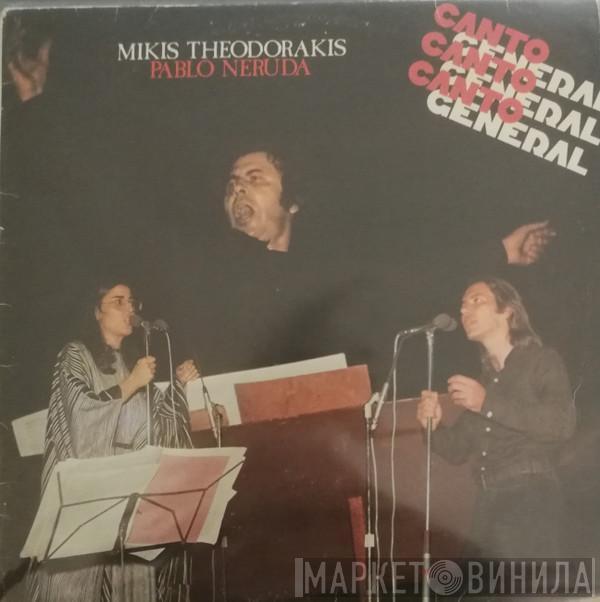 MIKIS THEODORAKIS
PABLO NERUDA
CANTO
GENERAL
CANTO
GENERAL
CANTO
GENERAL
МАРКЕТ ВИНИЛА